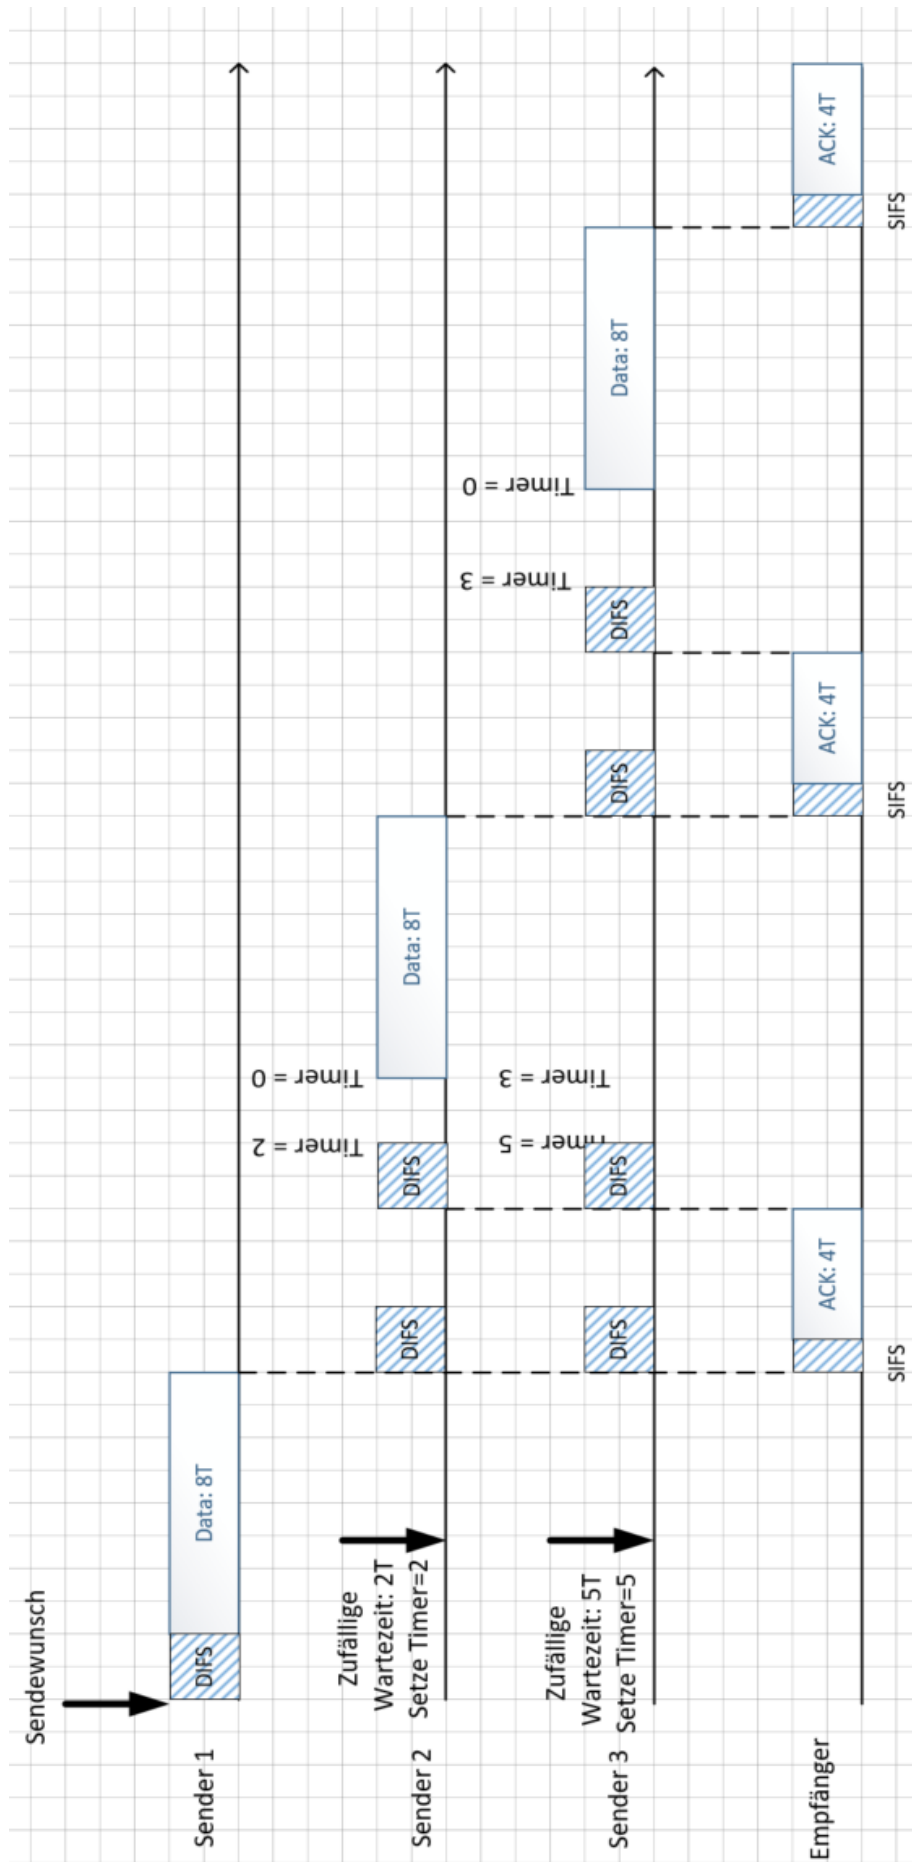 Sendewunsch
Sender 1
DIFS
Data: 8T
Zufällige
Wartezeit: 2T
Setze Timer=2
Sender 2
DIFS
DIFS
Timer = 2
Timer = 0
Data: 8T
Zufällige
Wartezeit: 5T
Setze Timer=5
Sender 3
DIFS
DIFS
Timer = 5
Timer = 3
DIFS
DIFS
Timer = 3
Timer = 0
Data: 8T
Empfänger
SIFS
ACK: 4T
SIFS
ACK: 4T
SIFS
ACK: 4T